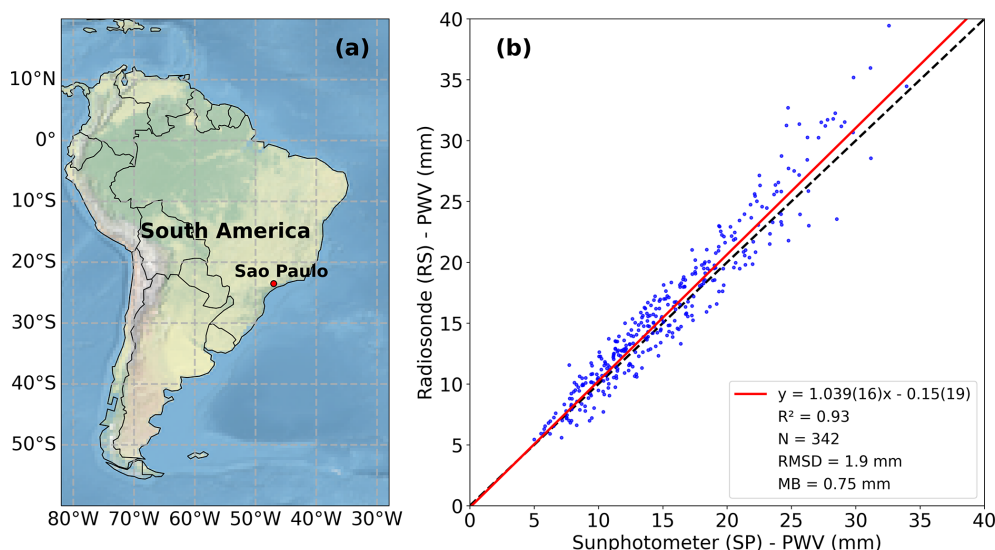 (a)
10°N
0°
10°S
20°S
30°S
40°S
50°S
80°W 70°W 60°W 50°W 40°W 30°W
South America
Sao Paulo
(b)
Radiosonde (RS) - PWV (mm)
40
35
30
25
20
15
10
5
0
0 5 10 15 20 25 30 35 40
Sunphotometer (SP) - PWV (mm)
y = 1.039(16)x - 0.15(19)
R² = 0.93
N = 342
RMSD = 1.9 mm
MB = 0.75 mm